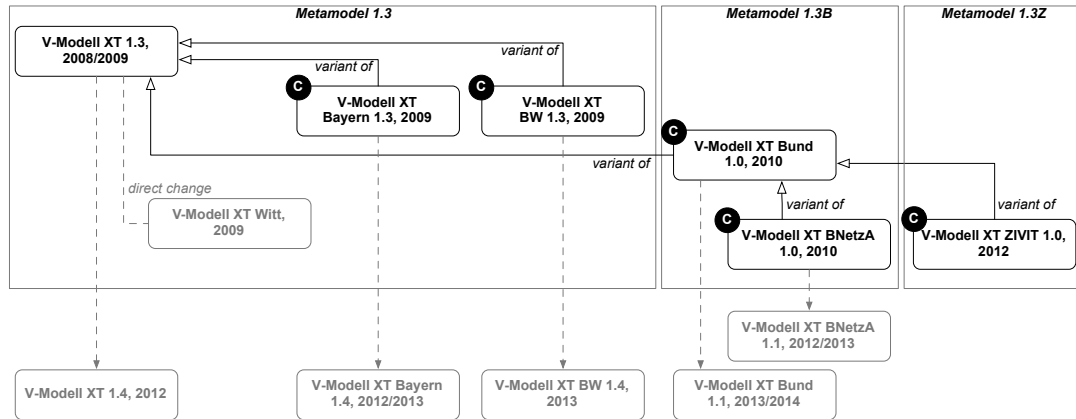 Metamodel 1.3
Metamodel 1.3B
Metamodel 1.3Z
V-Modell XT 1.3,
2008/2009
variant of
variant of
C
V-Modell XT
Bayern 1.3, 2009
C
V-Modell XT
BW 1.3, 2009
C
V-Modell XT Bund
1.0, 2010
variant of
direct change
V-Modell XT Witt,
2009
variant of
variant of
C
V-Modell XT BNetzA
1.0, 2010
C
V-Modell XT ZIVIT 1.0,
2012
V-Modell XT BNetzA
1.1, 2012/2013
V-Modell XT 1.4, 2012
V-Modell XT Bayern
1.4, 2012/2013
V-Modell XT BW 1.4,
2013
V-Modell XT Bund
1.1, 2013/2014